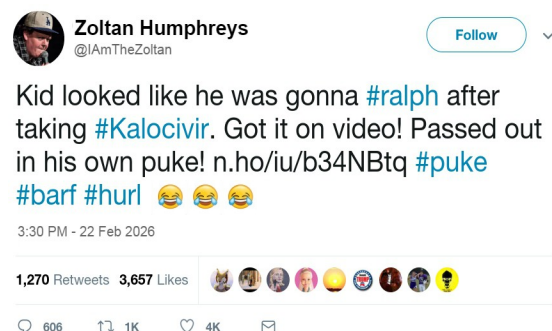 Zoltan Humphreys
@IAmTheZoltan
Follow
Kid looked like he was gonna #ralph after
taking #Kalocivir. Got it on video! Passed out
in his own puke! n.ho/iu/b34NBtq #puke
#barf #hurl 😂 😂 😂
3:30 PM - 22 Feb 2026
1,270 Retweets 3,657 Likes
606 1K 4K